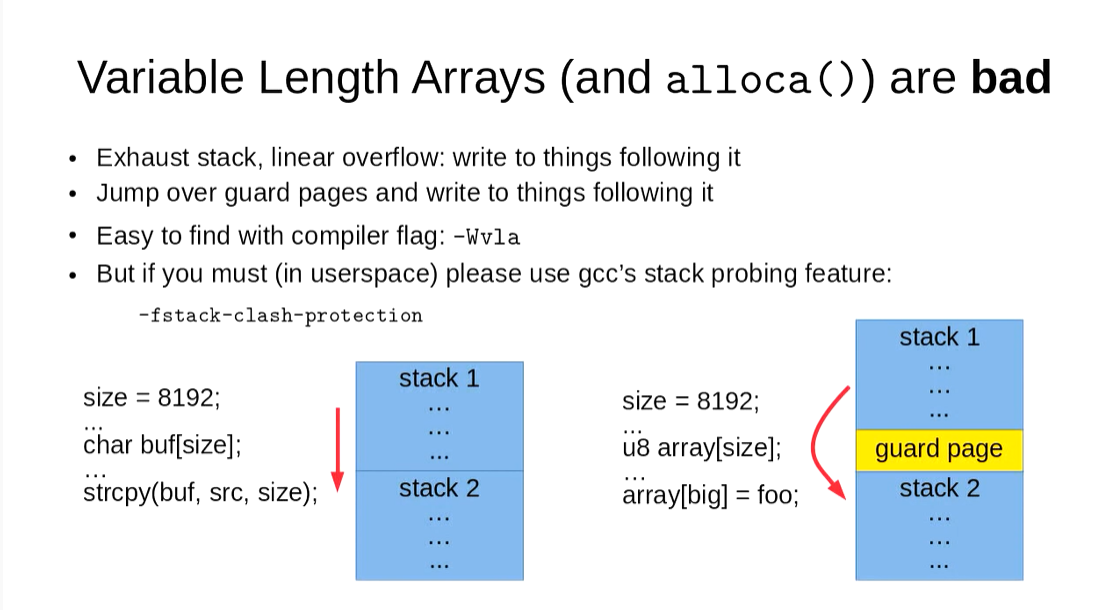 Variable Length Arrays (and alloca()) are bad
• Exhaust stack, linear overflow: write to things following it
• Jump over guard pages and write to things following it
• Easy to find with compiler flag: -Wvla
• But if you must (in userspace) please use gcc’s stack probing feature:
-fstack-clash-protection
size = 8192;
...
char buf[size];
...
strcpy(buf, src, size);
stack 1
...
...
...
stack 2
...
...
...
size = 8192;
...
u8 array[size];
...
array[big] = foo;
stack 1
...
...
...
guard page
stack 2
...
...
...